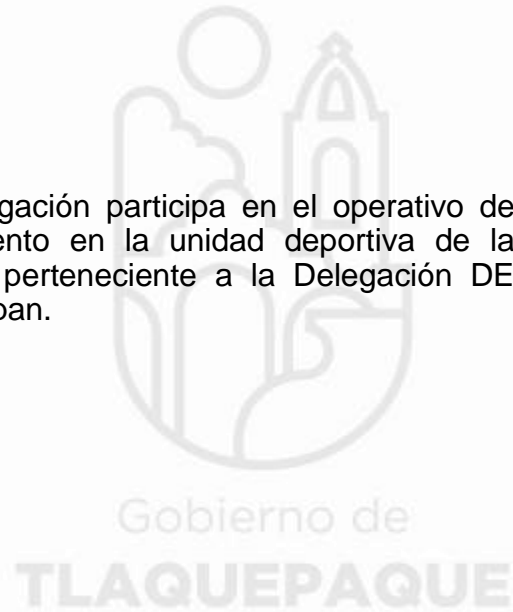 gación participa en el operativo de
ento en la unidad deportiva de la
perteneciente a la Delegación DE
pan.
Gobierno de
TLAQUEPAQUE